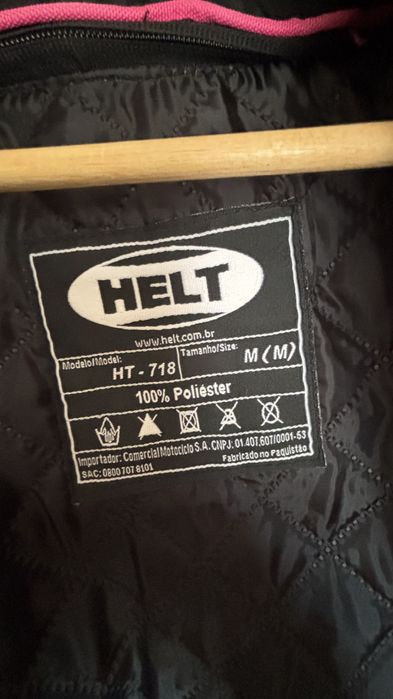 HELT
www.helt.com.br
Modelo/Model: HT - 718 Tamanho/Size: M (M)
100% Poliéster
Importador: Comercial Motociclo S.A. CNPJ: 01.407.607/0001-53
SAC: 0800 707 8101 Fabricado no Paquistão